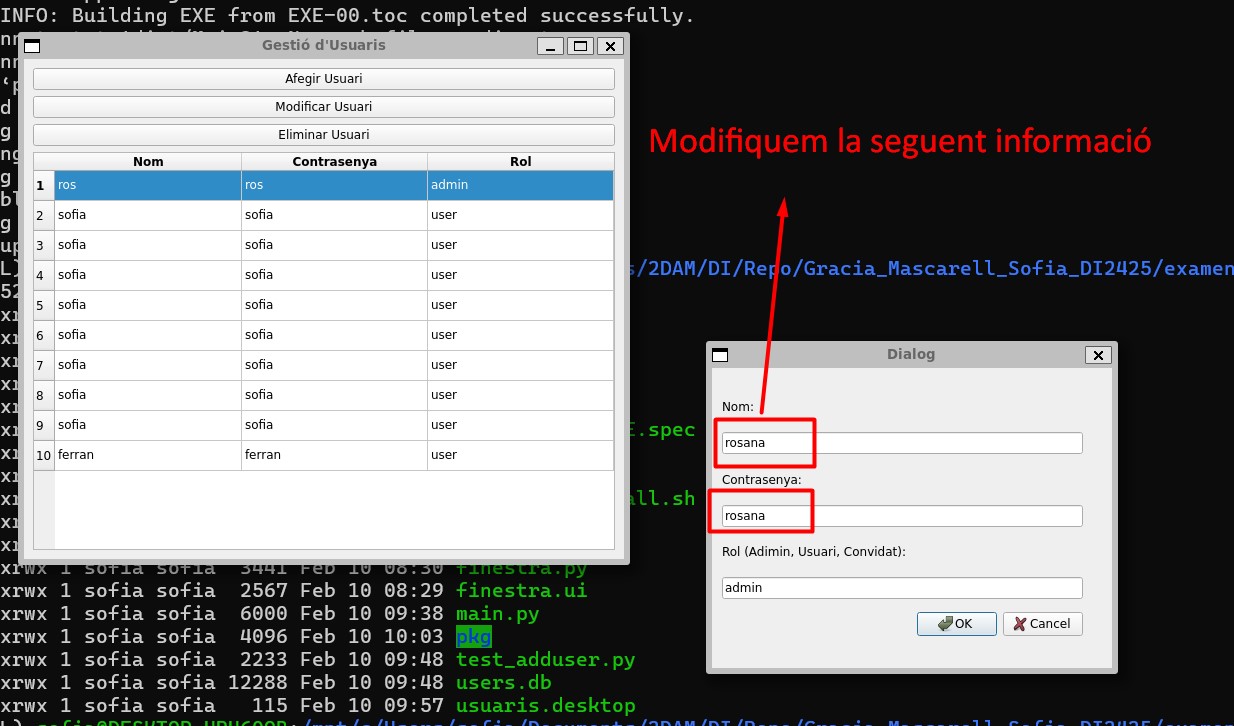 INFO: Building EXE from EXE-00.toc completed successfully.
Gestió d'Usuaris
Afegir Usuari
Modificar Usuari
Eliminar Usuari
Nom Contrasenya Rol
1 ros ros admin
2 sofia sofia user
3 sofia sofia user
4 sofia sofia user
5 sofia sofia user
6 sofia sofia user
7 sofia sofia user
8 sofia sofia user
9 sofia sofia user
10 ferran ferran user
Modifiquem la seguent informació
s/2DAM/DI/Repo/Gracia_Mascarell_Sofia_DI2425/examen
E.spec
all.sh
Dialog
Nom:
rosana
Contrasenya:
rosana
Rol (Adimin, Usuari, Convidat):
admin
OK Cancel
xrwx 1 sofia sofia 3441 Feb 10 08:30 finestra.py
xrwx 1 sofia sofia 2567 Feb 10 08:29 finestra.ui
xrwx 1 sofia sofia 6000 Feb 10 09:38 main.py
xrwx 1 sofia sofia 4096 Feb 10 10:03 pkg
xrwx 1 sofia sofia 2233 Feb 10 09:48 test_adduser.py
xrwx 1 sofia sofia 12288 Feb 10 09:48 users.db
xrwx 1 sofia sofia 115 Feb 10 09:57 usuaris.desktop